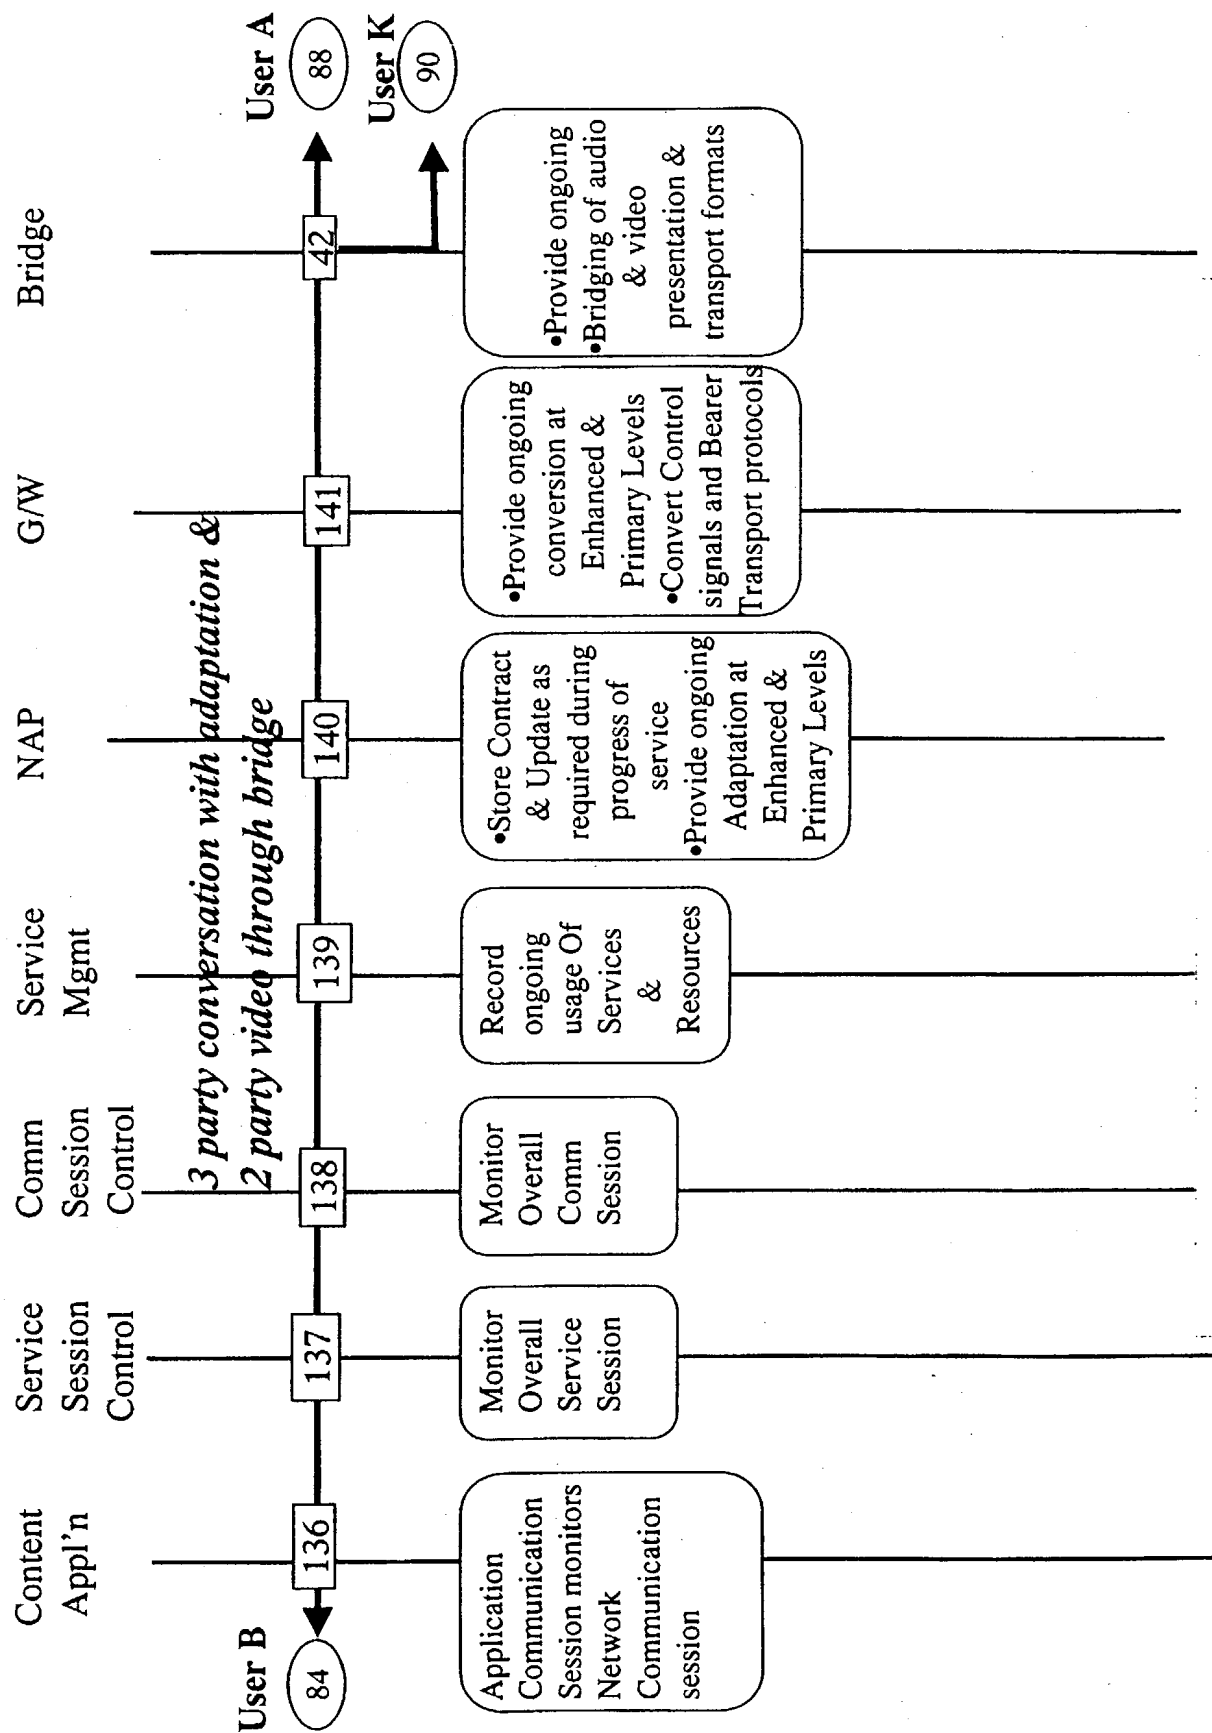 Content
Appl'n
Service
Session
Control
Comm
Session
Control
Service
Mgmt
NAP
G/W
Bridge
3 party conversation with adaptation &
2 party video through bridge
User B
84
136
137
138
139
140
141
42
User A
88
User K
90
Application
Communication
Session monitors
Network
Communication
session
Monitor
Overall
Service
Session
Monitor
Overall
Comm
Session
Record
ongoing
usage Of
Services
&
Resources
•Store Contract
& Update as
required during
progress of
service
•Provide ongoing
Adaptation at
Enhanced &
Primary Levels
•Provide ongoing
conversion at
Enhanced &
Primary Levels
•Convert Control
signals and Bearer
Transport protocols
•Provide ongoing
•Bridging of audio
& video
presentation &
transport formats